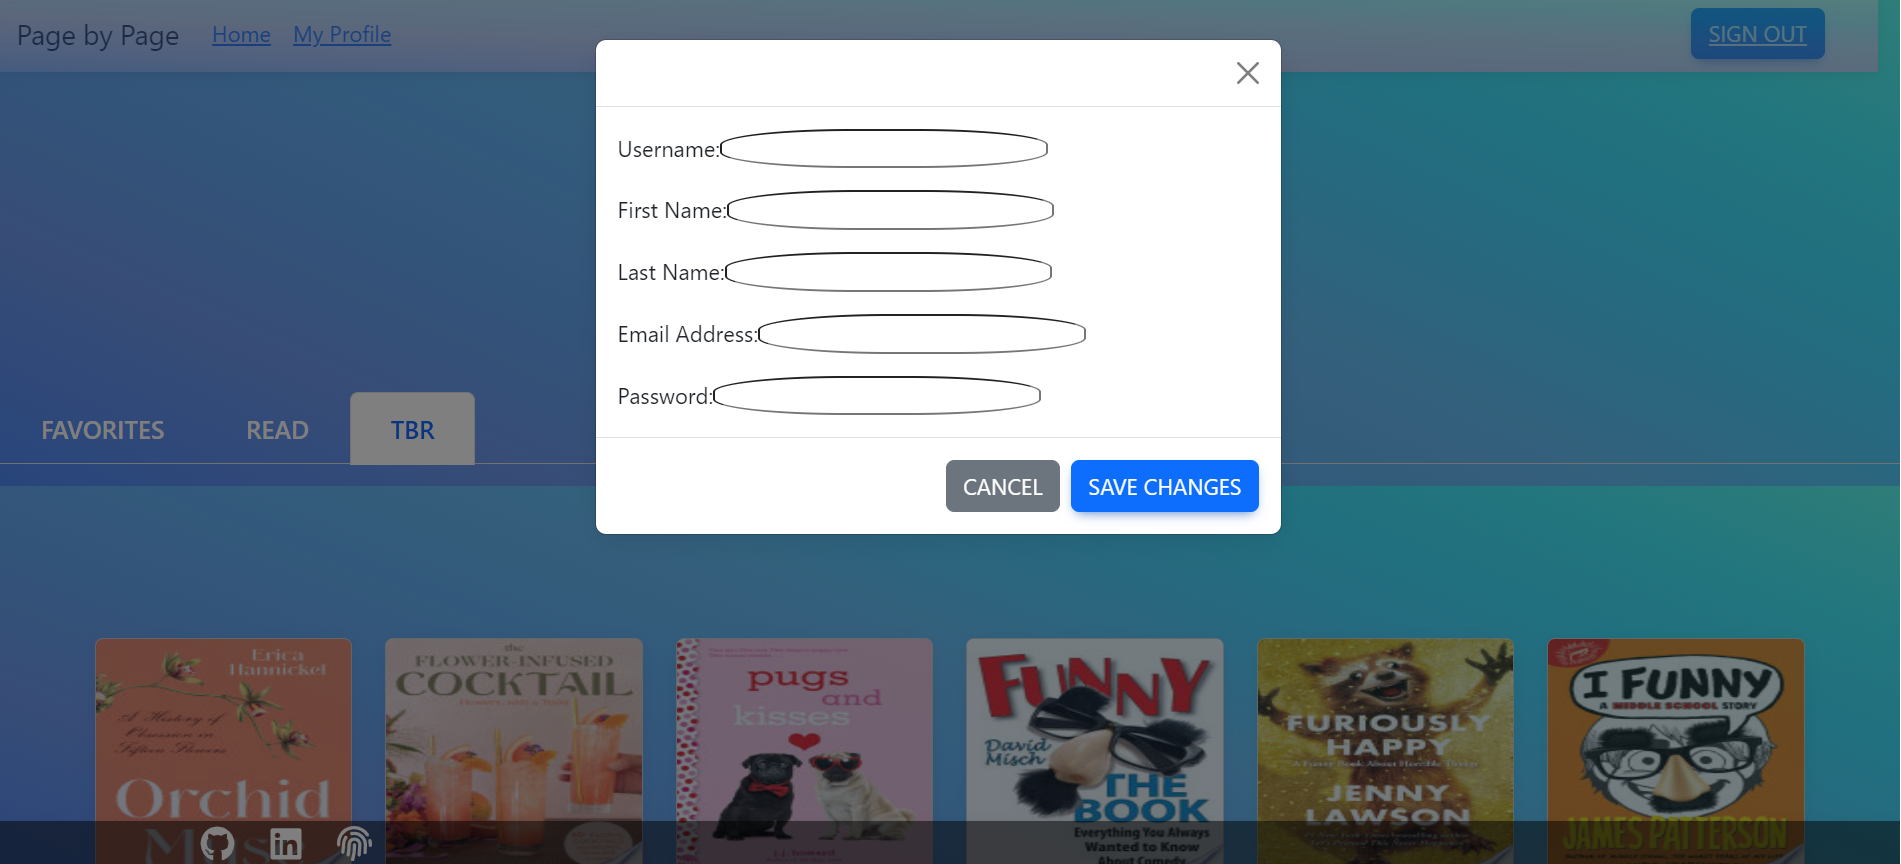 Page by Page Home My Profile SIGN OUT
Username:
First Name:
Last Name:
Email Address:
Password:
CANCEL SAVE CHANGES
FAVORITES READ TBR
Erica
Hannickel
A History of
Obsession in
Fifteen Flowers
Orchid
the
FLOWER-INFUSED
COCKTAIL
pugs
and
kisses
FUNNY
David
Misch
THE
BOOK
Everything You Always
Wanted to Know
About Comedy
FURIOUSLY
HAPPY
A Funny Book About Horrible Things
JENNY
LAWSON
I FUNNY
A MIDDLE SCHOOL STORY
JAMES PATTERSON
in